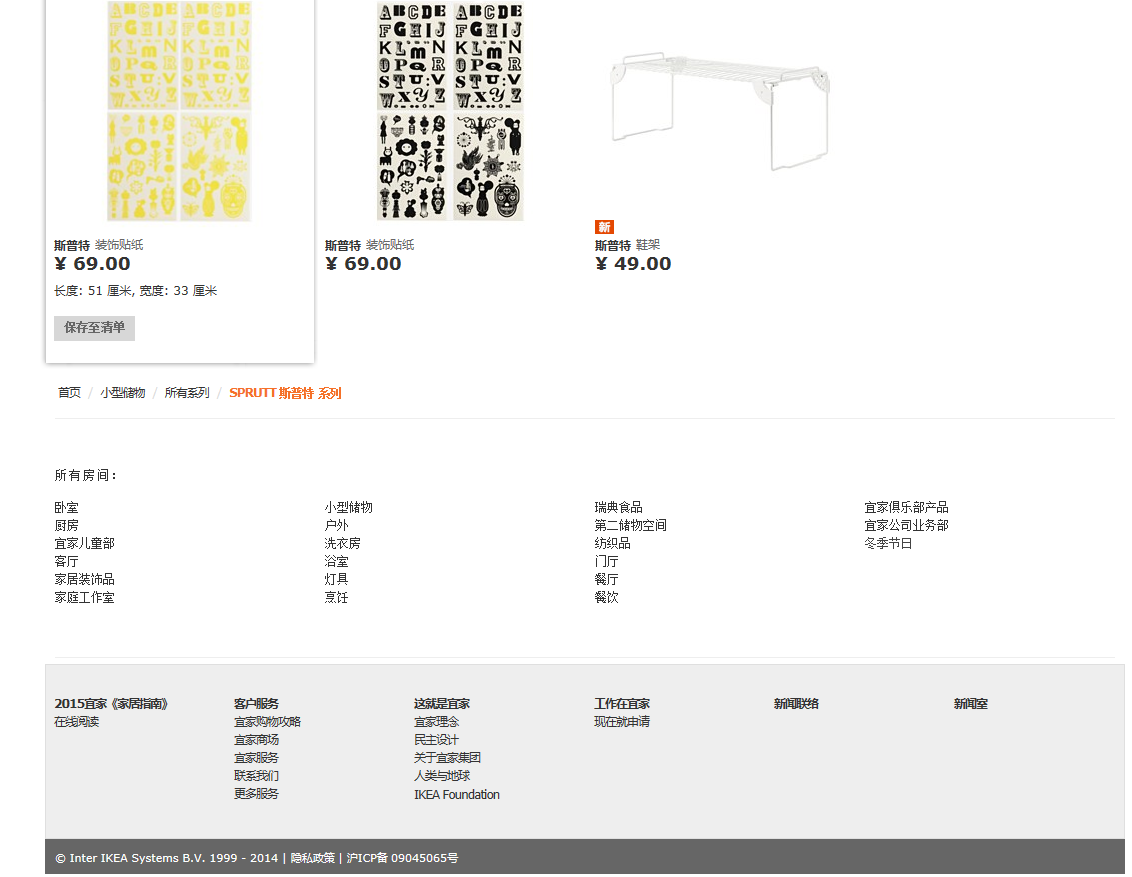 新
斯普特 装饰贴纸
¥ 69.00
长度: 51 厘米, 宽度: 33 厘米
保存至清单
斯普特 装饰贴纸
¥ 69.00
斯普特 鞋架
¥ 49.00
首页 / 小型储物 / 所有系列 / SPRUTT 斯普特 系列
所有房间：
卧室
厨房
宜家儿童部
客厅
家居装饰品
家庭工作室
小型储物
户外
洗衣房
浴室
灯具
烹饪
瑞典食品
第二储物空间
纺织品
门厅
餐厅
餐饮
宜家俱乐部产品
宜家公司业务部
冬季节日
2015宜家《家居指南》
在线阅读
客户服务
宜家购物攻略
宜家商场
宜家服务
联系我们
更多服务
这就是宜家
宜家理念
民主设计
关于宜家集团
人类与地球
IKEA Foundation
工作在宜家
现在就申请
新闻联络
新闻室
© Inter IKEA Systems B.V. 1999 - 2014 | 隐私政策 | 沪ICP备 09045065号